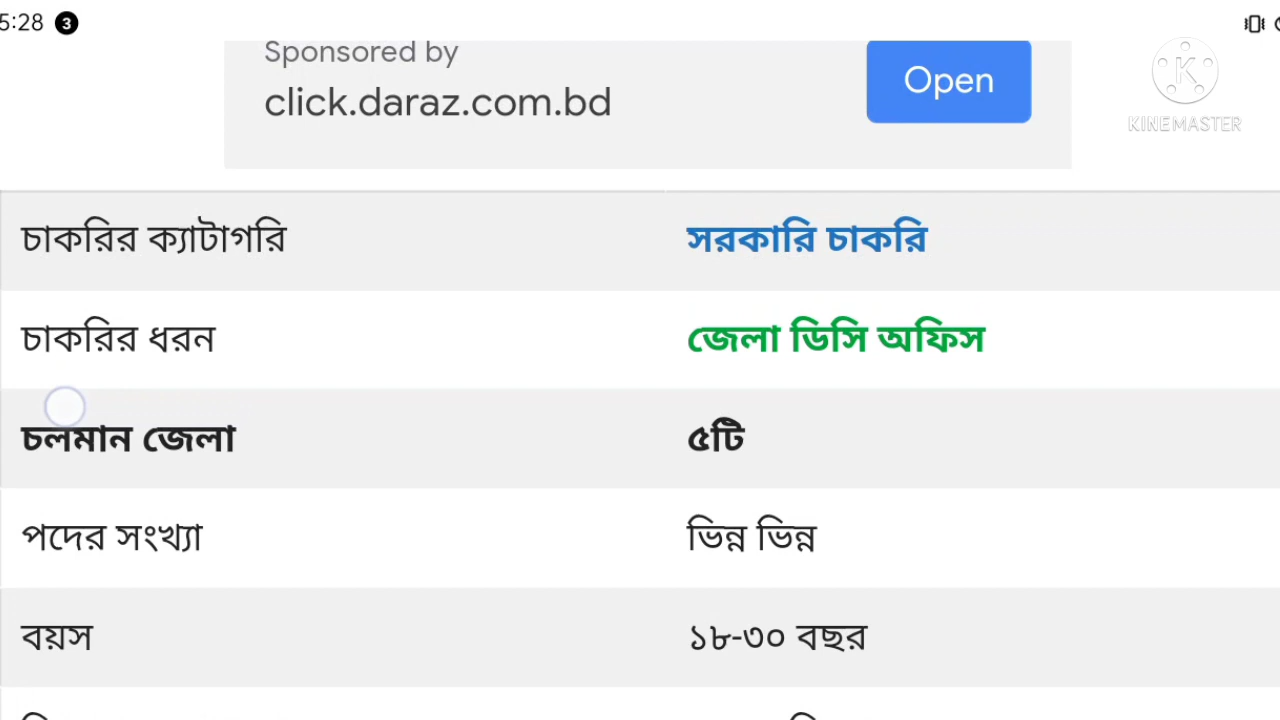 5:28 3
Sponsored by
click.daraz.com.bd
Open
K
KINEMASTER
চাকরির ক্যাটাগরি সরকারি চাকরি
চাকরির ধরন জেলা ডিসি অফিস
চলমান জেলা ৫টি
পদের সংখ্যা ভিন্ন ভিন্ন
বয়স ১৮-৩০ বছর